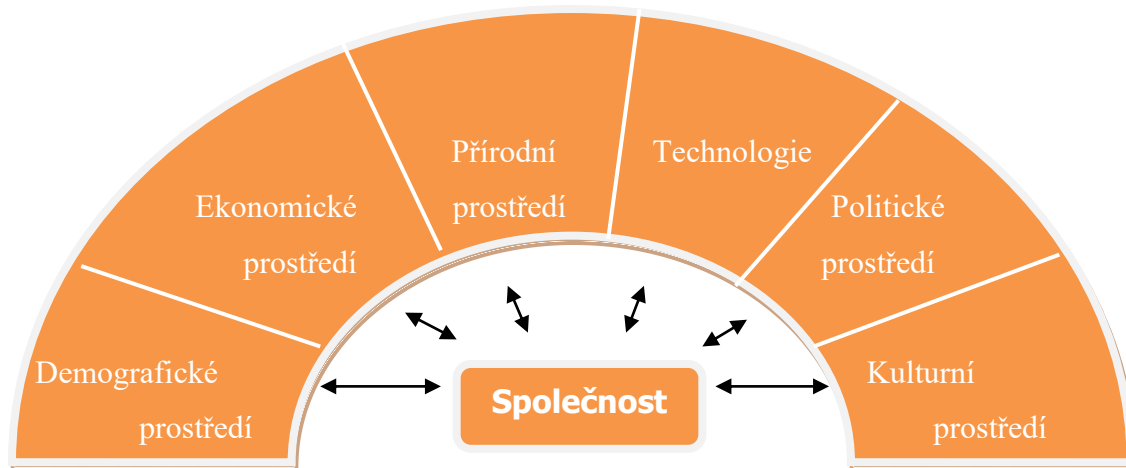 Demografické
prostředí
Ekonomické
prostředí
Přírodní
prostředí
Technologie
Politické
prostředí
Kulturní
prostředí
Společnost